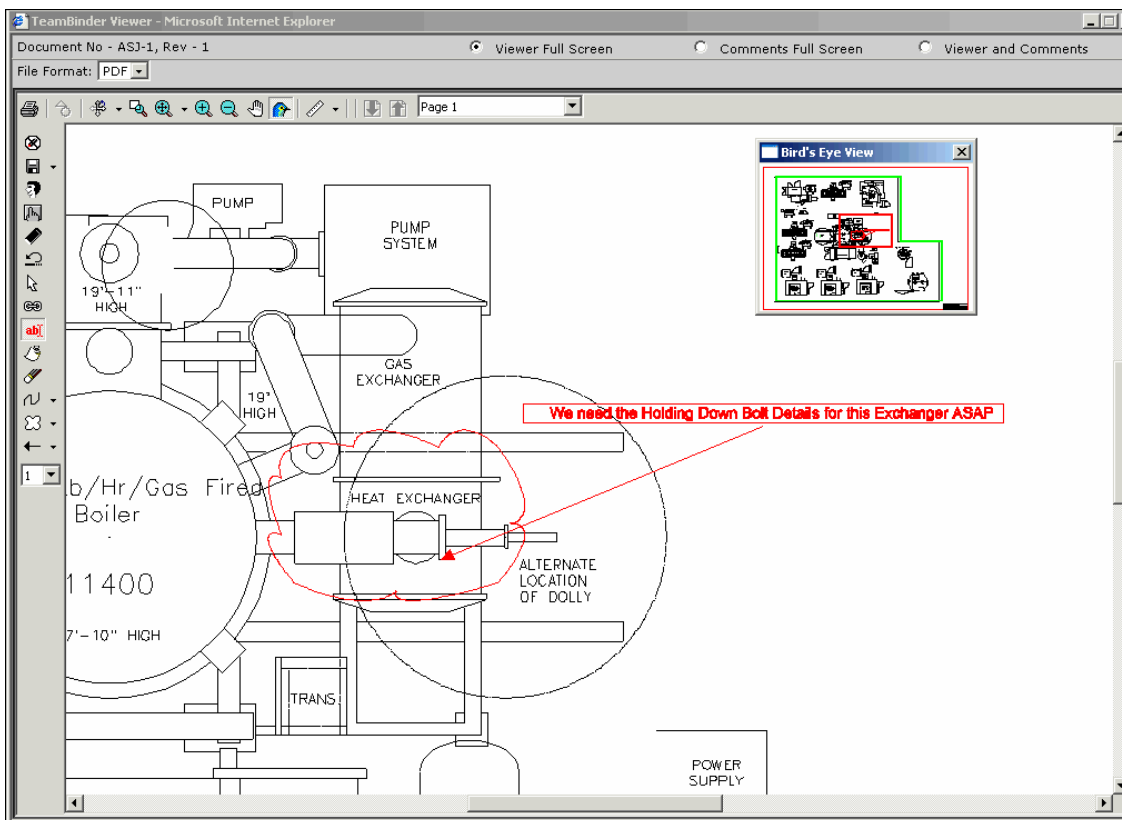 TeamBinder Viewer - Microsoft Internet Explorer
Document No - ASJ-1, Rev - 1
Viewer Full Screen
Comments Full Screen
Viewer and Comments
File Format: PDF
Page 1
Bird's Eye View
PUMP
PUMP
SYSTEM
19'-11"
HIGH
GAS
EXCHANGER
19'
HIGH
We need the Holding Down Bolt Details for this Exchanger ASAP
abl
1
b/Hr/Gas Fired
Boiler
HEAT EXCHANGER
11400
ALTERNATE
LOCATION
OF DOLLY
7'-10" HIGH
TRANS
POWER
SUPPLY